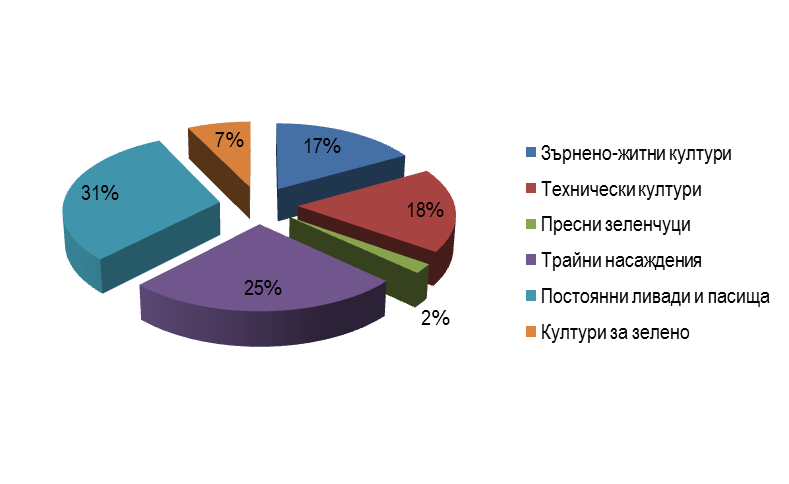 7%
17%
31%
18%
25%
2%
Зърнено-житни култури
Технически култури
Пресни зеленчуци
Трайни насаждения
Постоянни ливади и пасища
Култури за зелено